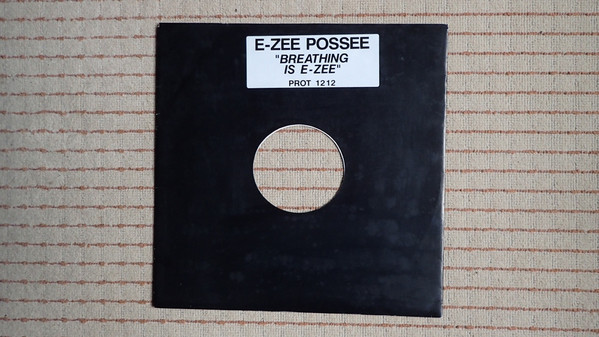 E-ZEE POSSEE
"BREATHING
IS E-ZEE"
PROT 1212